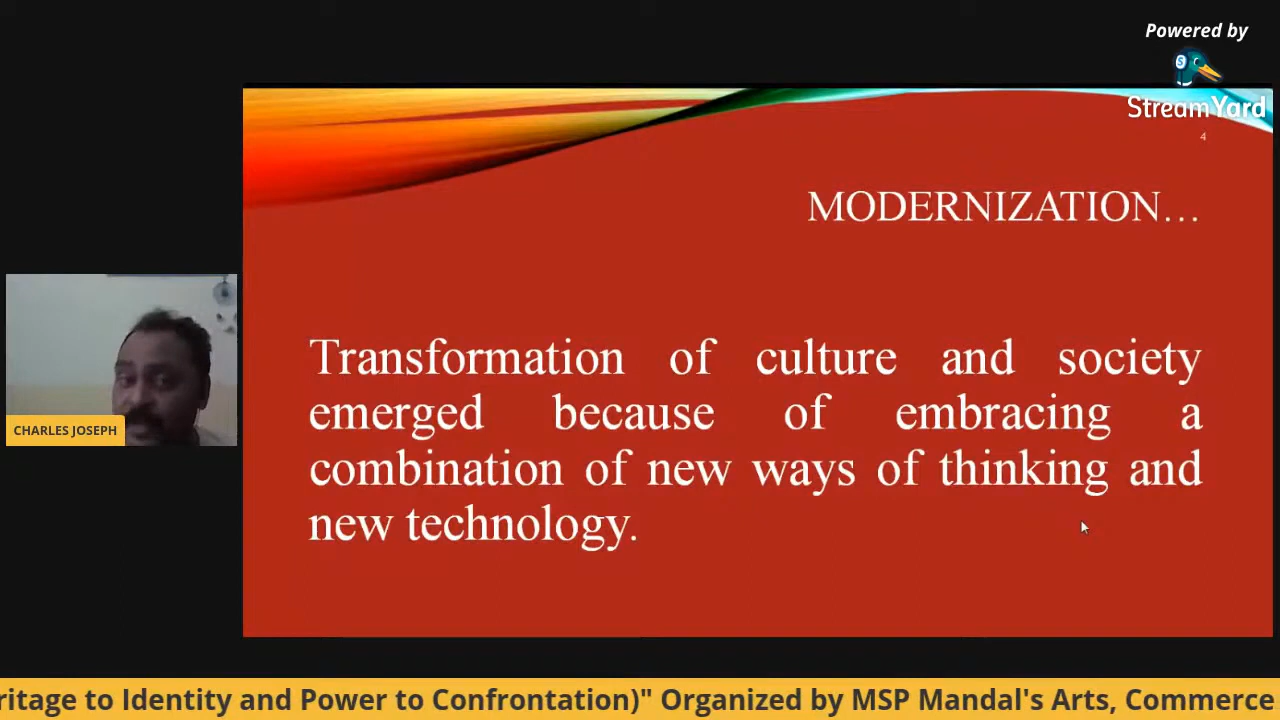 Powered by
StreamYard
4
MODERNIZATION...
Transformation of culture and society
emerged because of embracing a
combination of new ways of thinking and
new technology.
CHARLES JOSEPH
ritage to Identity and Power to Confrontation)" Organized by MSP Mandal's Arts, Commerce